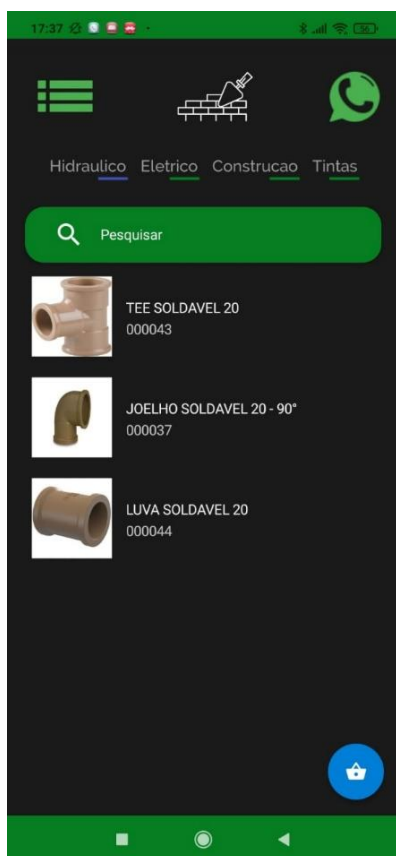 17:37
56
Hidraulico Eletrico Construcao Tintas
Pesquisar
TEE SOLDAVEL 20
000043
JOELHO SOLDAVEL 20 - 90°
000037
LUVA SOLDAVEL 20
000044